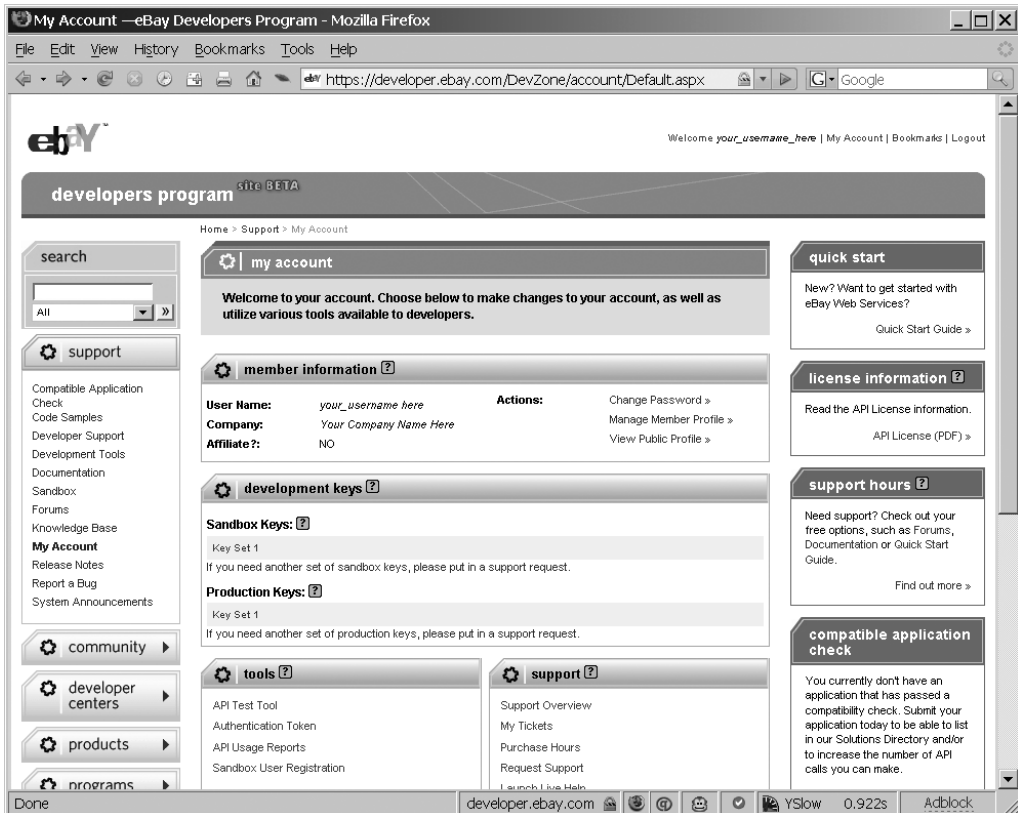 My Account —eBay Developers Program - Mozilla Firefox
File Edit View History Bookmarks Tools Help
https://developer.ebay.com/DevZone/account/Default.aspx
G Google
ebY™
Welcome your_username_here | My Account | Bookmarks | Logout
developers program site BETA
Home > Support > My Account
search
All
»
support
Compatible Application
Check
Code Samples
Developer Support
Development Tools
Documentation
Sandbox
Forums
Knowledge Base
My Account
Release Notes
Report a Bug
System Announcements
community
developer
centers
products
programs
my account
Welcome to your account. Choose below to make changes to your account, as well as
utilize various tools available to developers.
member information ?
User Name: your_username here
Company: Your Company Name Here
Affiliate?: NO
Actions:
Change Password »
Manage Member Profile »
View Public Profile »
development keys ?
Sandbox Keys: ?
Key Set 1
If you need another set of sandbox keys, please put in a support request.
Production Keys: ?
Key Set 1
If you need another set of production keys, please put in a support request.
tools ?
API Test Tool
Authentication Token
API Usage Reports
Sandbox User Registration
support ?
Support Overview
My Tickets
Purchase Hours
Request Support
Launch Live Help
quick start
New? Want to get started with
eBay Web Services?
Quick Start Guide »
license information ?
Read the API License information.
API License (PDF) »
support hours ?
Need support? Check out your
free options, such as Forums,
Documentation or Quick Start
Guide.
Find out more »
compatible application
check
You currently don't have an
application that has passed a
compatibility check. Submit your
application today to be able to list
in our Solutions Directory and/or
to increase the number of API
calls you can make.
Done
developer.ebay.com
@
YSlow 0.922s
Adblock